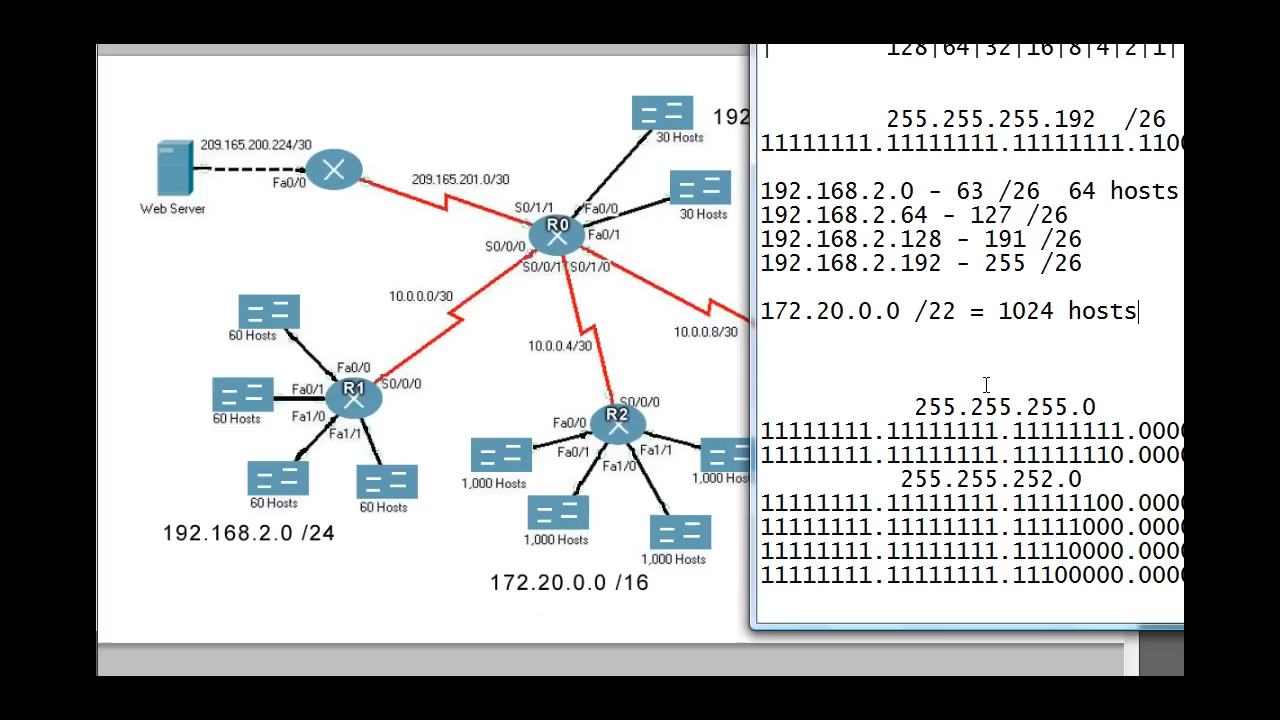 192
30 Hosts
209.165.200.224/30
Fa0/0
Web Server
209.165.201.0/30
30 Hosts
S0/1/1
Fa0/0
R0
Fa0/1
S0/0/0
S0/0/1
S0/1/0
10.0.0.0/30
10.0.0.4/30
10.0.0.8/30
60 Hosts
Fa0/0
S0/0/0
R1
Fa0/1
60 Hosts
Fa1/0
Fa1/1
60 Hosts
60 Hosts
192.168.2.0 /24
S0/0/0
R2
Fa0/0
Fa0/1
Fa1/1
Fa1/0
1,000 Hosts
1,000 Hosts
1,000 Hosts
1,000 Hosts
172.20.0.0 /16
| 128|64|32|16|8|4|2|1|
255.255.255.192 /26
11111111.11111111.11111111.1100
192.168.2.0 - 63 /26 64 hosts
192.168.2.64 - 127 /26
192.168.2.128 - 191 /26
192.168.2.192 - 255 /26
172.20.0.0 /22 = 1024 hosts
255.255.255.0
11111111.11111111.11111111.0000
11111111.11111111.11111110.0000
255.255.252.0
11111111.11111111.11111100.0000
11111111.11111111.11111000.0000
11111111.11111111.11110000.0000
11111111.11111111.11100000.0000